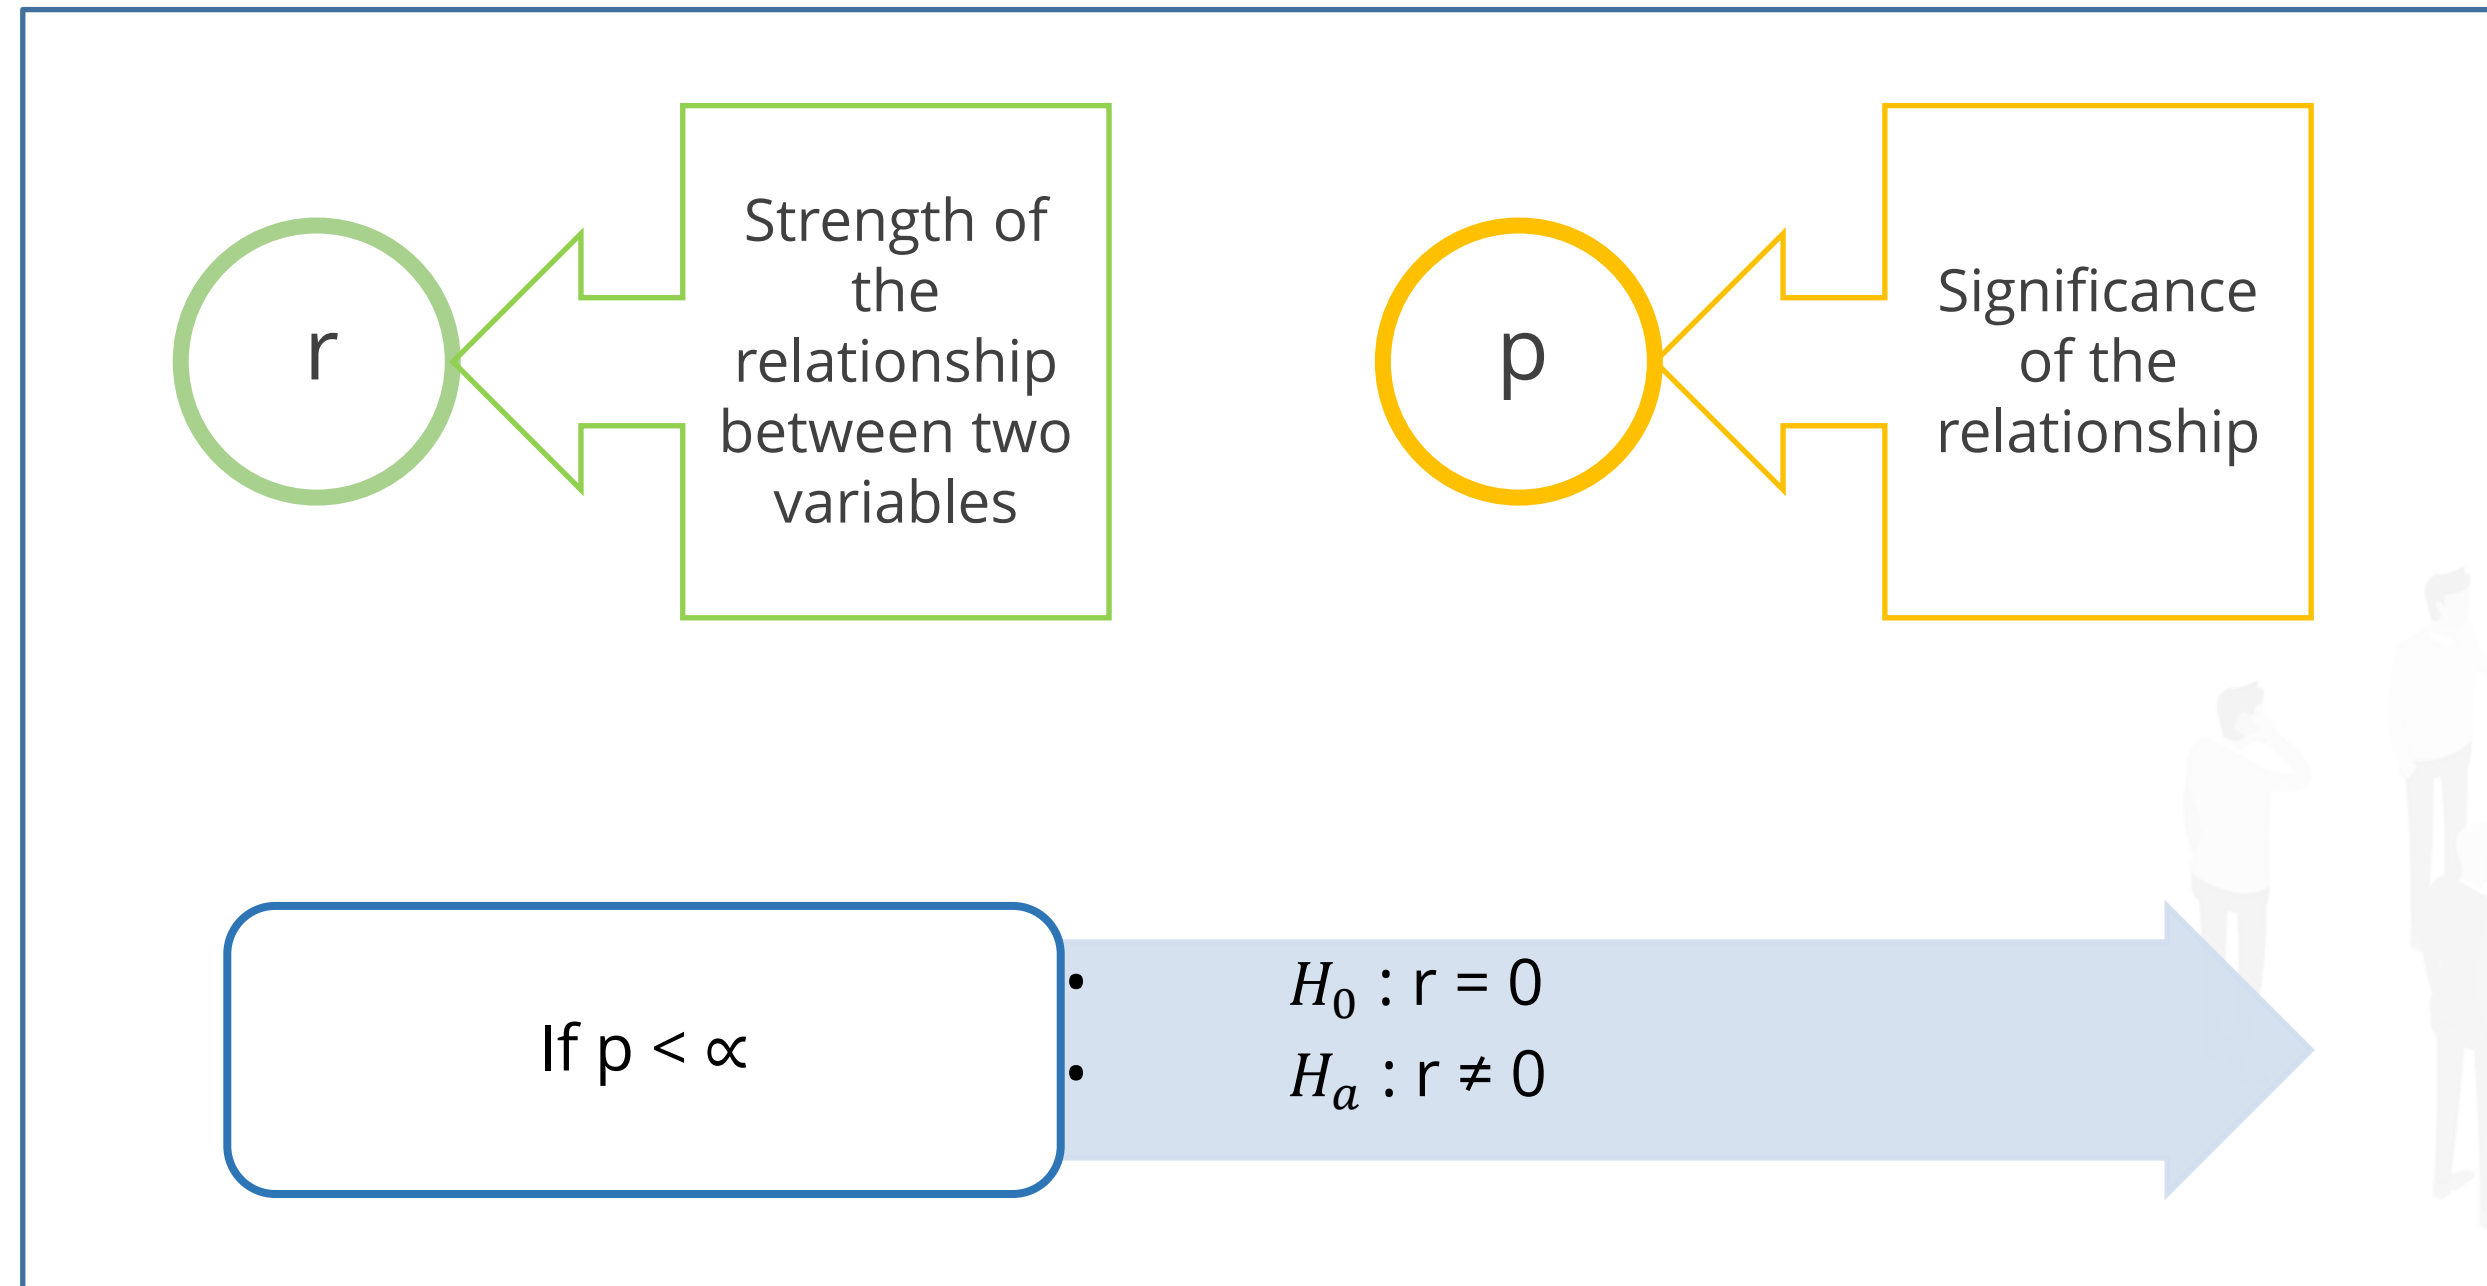 r
Strength of
the
relationship
between two
variables
p
Significance
of the
relationship
If p < ∝
• H₀ : r = 0
• Hₐ : r ≠ 0